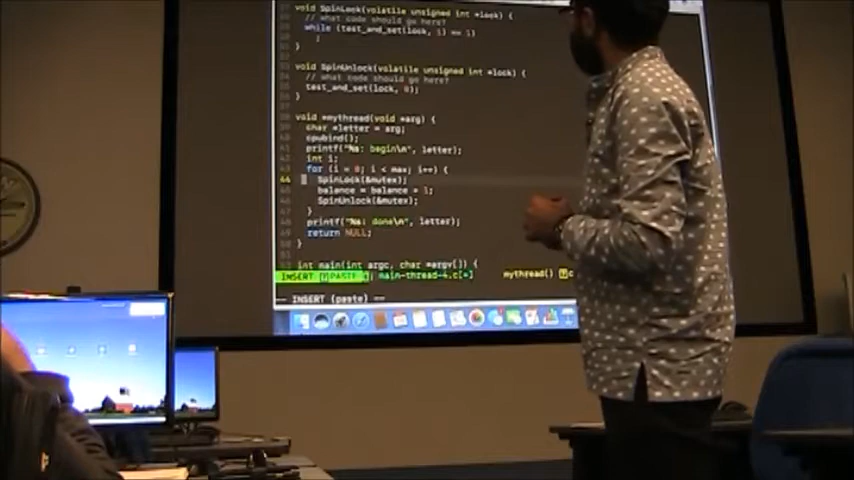 void SpinLock(volatile unsigned int *lock) {
// what code should go here?
while (test_and_set(lock, 1) == 1)
;
}
void SpinUnlock(volatile unsigned int *lock) {
// what code should go here?
test_and_set(lock, 0);
}
void *mythread(void *arg) {
char *letter = arg;
cpubind();
printf("%s: begin\n", letter);
int i;
for (i = 0; i < max; i++) {
44 SpinLock(&mutex);
balance = balance + 1;
SpinUnlock(&mutex);
}
printf("%s: done\n", letter);
return NULL;
}
int main(int argc, char *argv[]) {
INSERT PASTE main-thread-4.c[+] mythread()
-- INSERT (paste) --